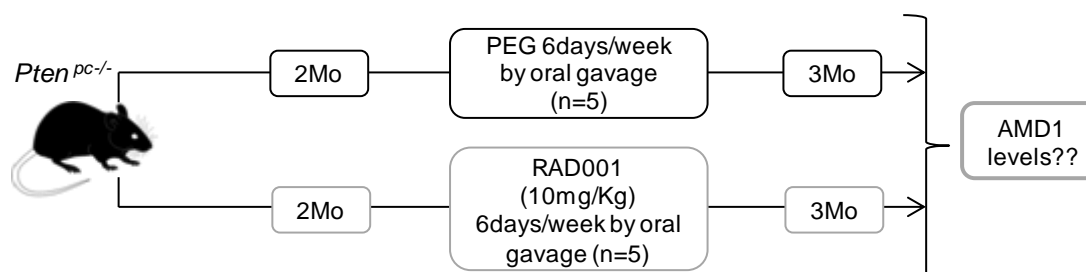 Pten pc-/-
2Mo
PEG 6days/week
by oral gavage
(n=5)
3Mo
2Mo
RAD001
(10mg/Kg)
6days/week by oral
gavage (n=5)
3Mo
AMD1
levels??